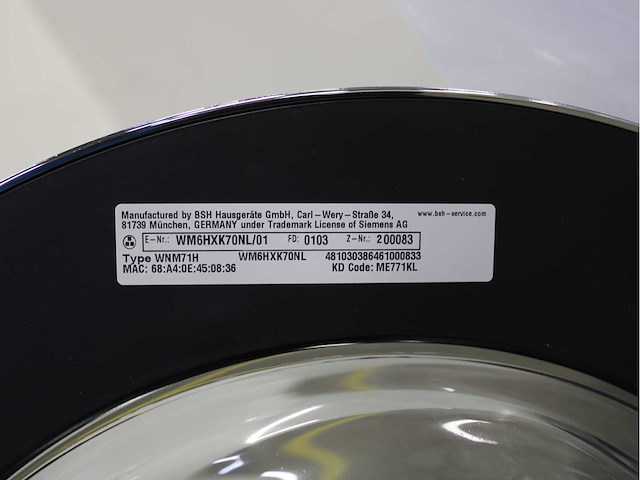 Manufactured by BSH Hausgeräte GmbH, Carl-Wery-Straße 34, www.bsh-service.com
81739 München, GERMANY under Trademark License of Siemens AG
E-Nr.: WM6HXK70NL/01 FD: 0103 Z-Nr.: 200083
Type WNM71H WM6HXK70NL 481030386461000833
MAC: 68:A4:0E:45:08:36 KD Code: ME771KL